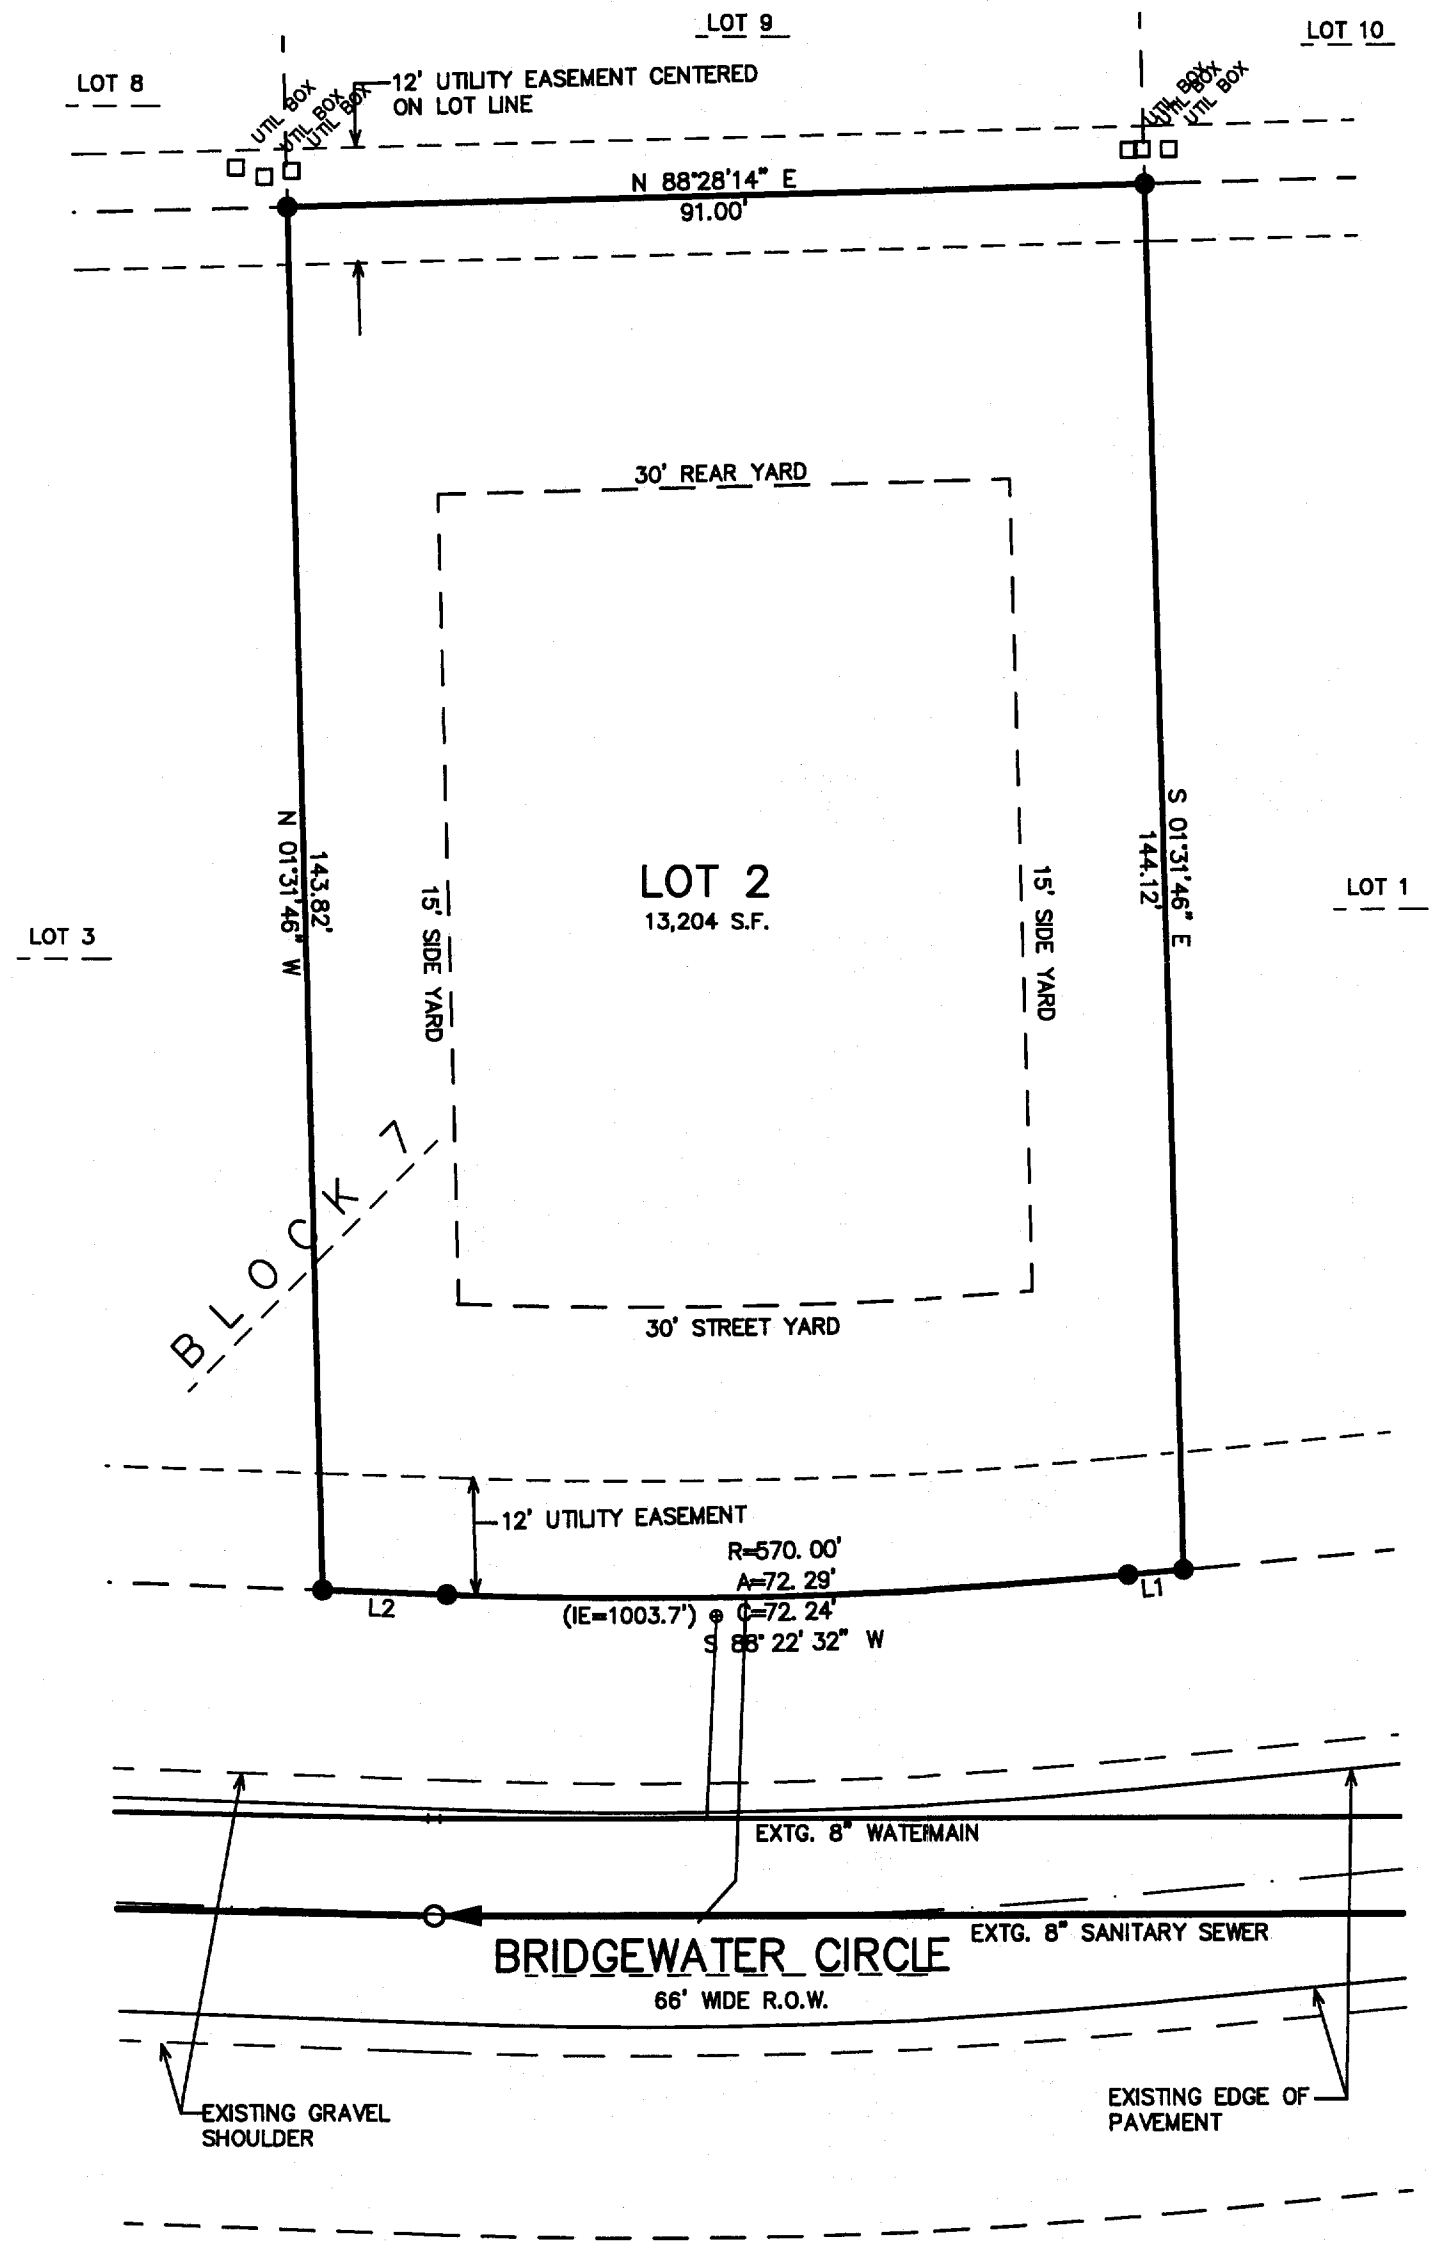 LOT 9
LOT 10
LOT 8
12' UTILITY EASEMENT CENTERED
ON LOT LINE
UTIL BOX
UTIL BOX
UTIL BOX
UTIL BOX
UTIL BOX
UTIL BOX
N 88°28'14" E
91.00'
30' REAR YARD
N 01°31'46" W
143.82'
15' SIDE YARD
LOT 2
13,204 S.F.
15' SIDE YARD
144.12'
S 01°31'46" E
LOT 1
LOT 3
BLOCK 7
30' STREET YARD
12' UTILITY EASEMENT
R=570.00'
A=72.29'
L1
L2
(IE=1003.7')
C=72.24'
S 88° 22' 32" W
EXTG. 8" WATERMAIN
EXTG. 8" SANITARY SEWER
BRIDGEWATER CIRCLE
66' WIDE R.O.W.
EXISTING GRAVEL
SHOULDER
EXISTING EDGE OF
PAVEMENT